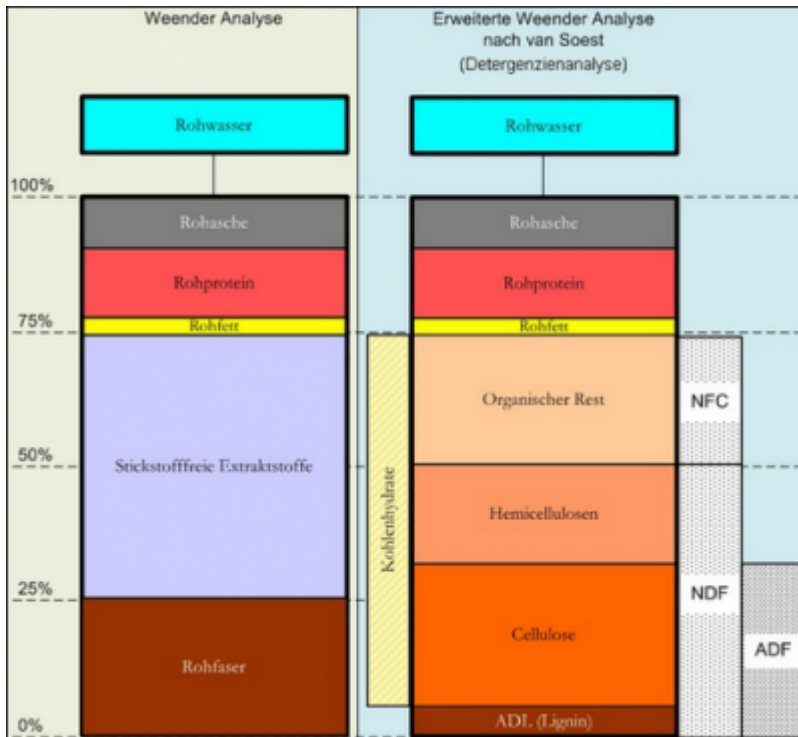 Weender Analyse
Erweiterte Weender Analyse
nach van Soest
(Detergenzienanalyse)
Rohwasser
Rohwasser
100%
Rohasche
Rohasche
Rohprotein
Rohprotein
75%
Rohfett
Rohfett
Stickstofffreie Extraktstoffe
Kohlenhydrate
Organischer Rest
NFC
50%
Hemicellulosen
NDF
25%
Rohfaser
Cellulose
ADF
0%
ADL (Lignin)